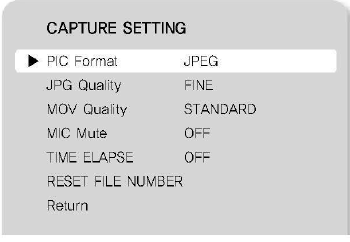 CAPTURE SETTING
▶ PIC Format JPEG
JPG Quality FINE
MOV Quality STANDARD
MIC Mute OFF
TIME ELAPSE OFF
RESET FILE NUMBER
Return